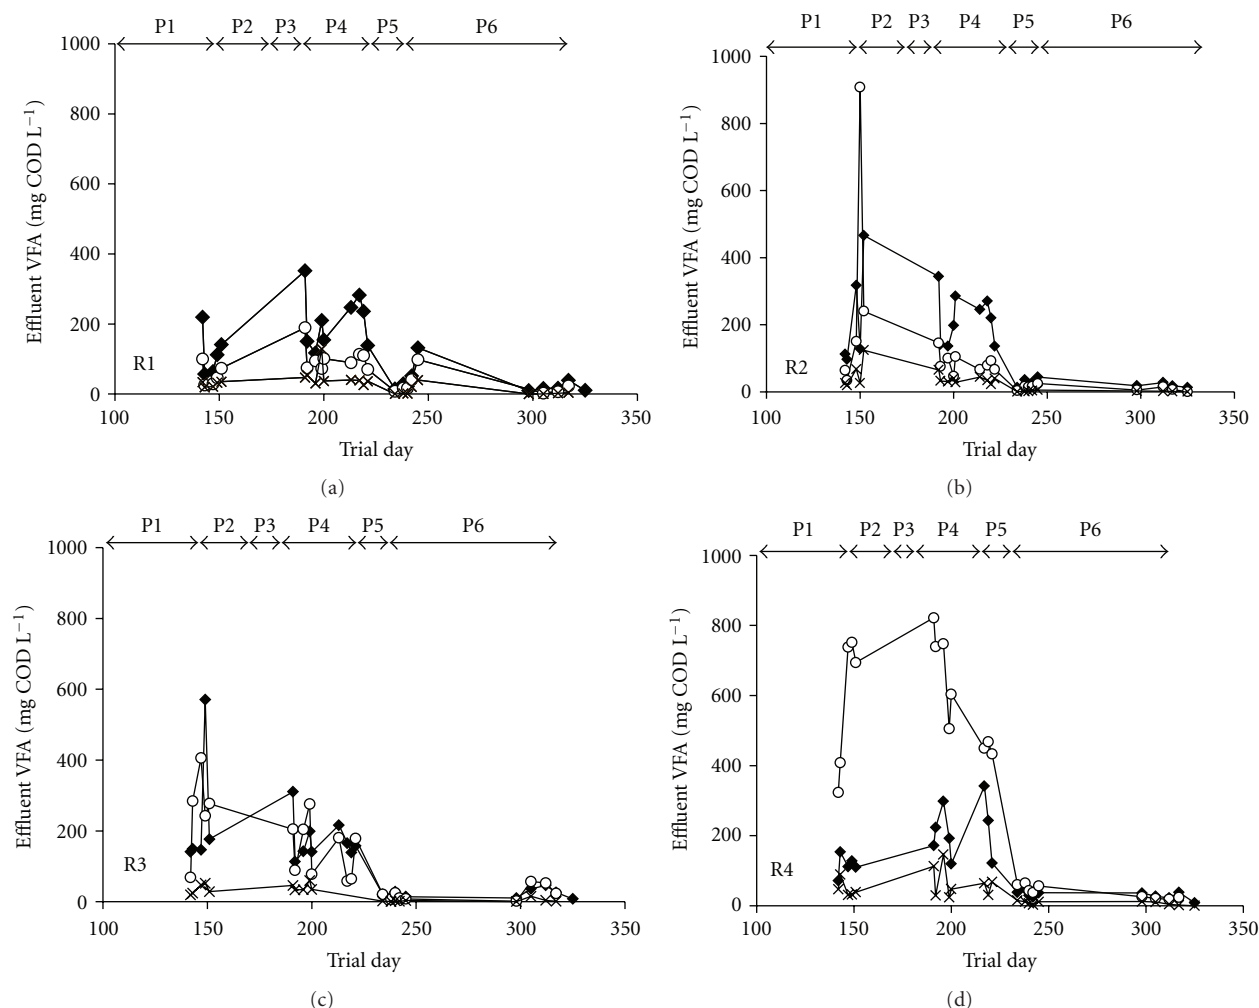 P1 P2 P3 P4 P5 P6
1000
800
600
400
200
0
Effluent VFA (mg COD L−1)
R1
100 150 200 250 300 350
Trial day
(a)
P1 P2 P3 P4 P5 P6
1000
800
600
400
200
0
Effluent VFA (mg COD L−1)
R2
100 150 200 250 300 350
Trial day
(b)
P1 P2 P3 P4 P5 P6
1000
800
600
400
200
0
Effluent VFA (mg COD L−1)
R3
100 150 200 250 300 350
Trial day
(c)
P1 P2 P3 P4 P5 P6
1000
800
600
400
200
0
Effluent VFA (mg COD L−1)
R4
100 150 200 250 300 350
Trial day
(d)